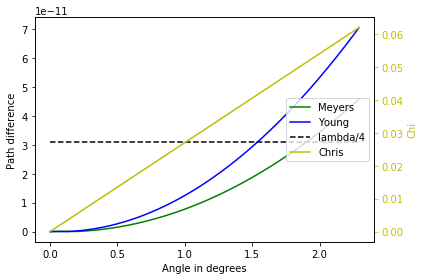 1e−11
7
6
5
4
3
2
1
0
Path difference
0.06
0.05
0.04
0.03
0.02
0.01
0.00
Chi
Meyers
Young
lambda/4
Chris
0.0 0.5 1.0 1.5 2.0
Angle in degrees